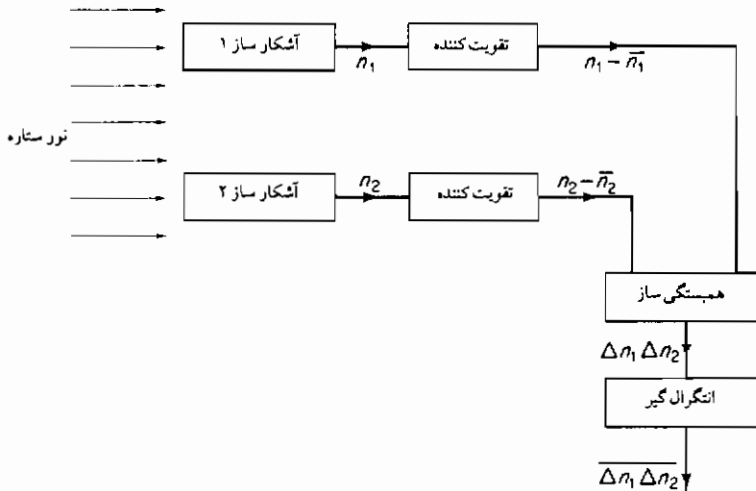 آشکار ساز ۱
n₁
تقویت کننده
n₁ − n̄₁
نور ستاره
آشکار ساز ۲
n₂
تقویت کننده
n₂ − n̄₂
همبستگی ساز
Δn₁ Δn₂
انتگرال گیر
\overline{Δn₁ Δn₂}